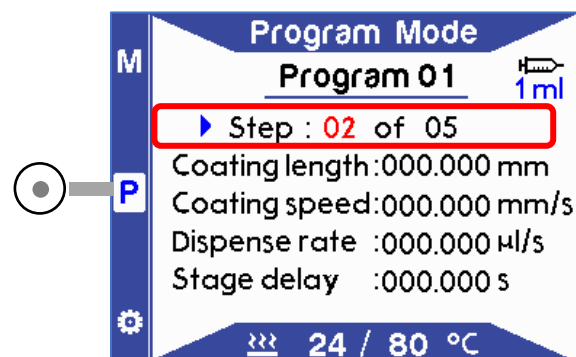 Program Mode
M
Program 01
1 ml
Step : 02 of 05
Coating length :000.000 mm
P
Coating speed :000.000 mm/s
Dispense rate :000.000 µl/s
Stage delay :000.000 s
24 / 80 °C